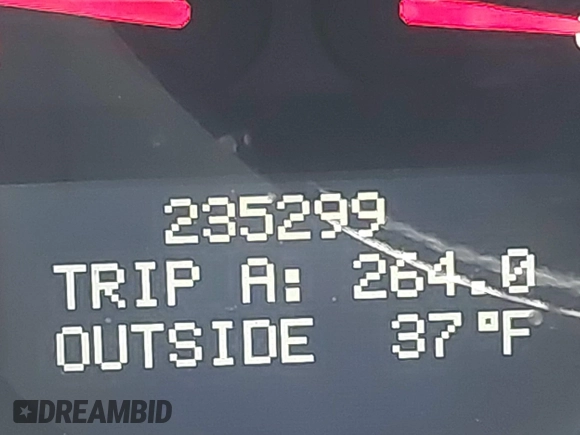 235299
TRIP A: 264.0
OUTSIDE 37°F
DREAMBID